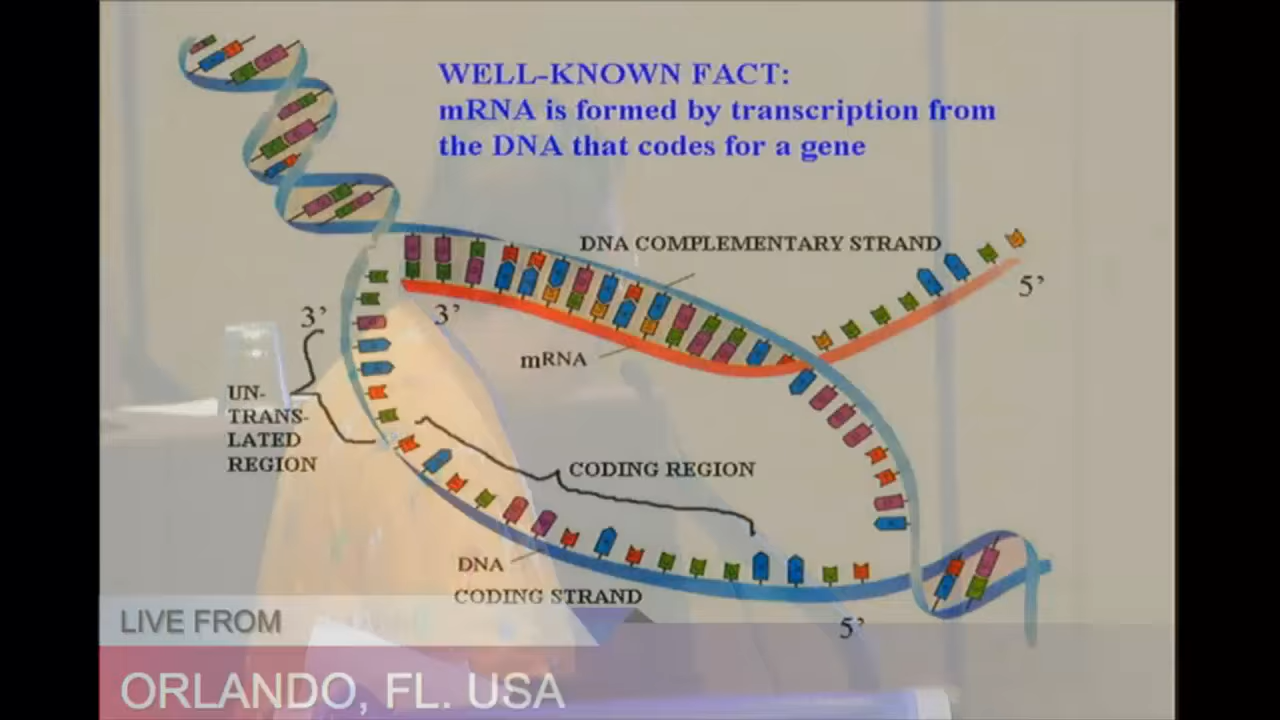 WELL-KNOWN FACT:
mRNA is formed by transcription from
the DNA that codes for a gene
DNA COMPLEMENTARY STRAND
5’
3’
3’
mRNA
UN-
TRANS-
LATED
REGION
CODING REGION
DNA
CODING STRAND
5’
LIVE FROM
ORLANDO, FL. USA